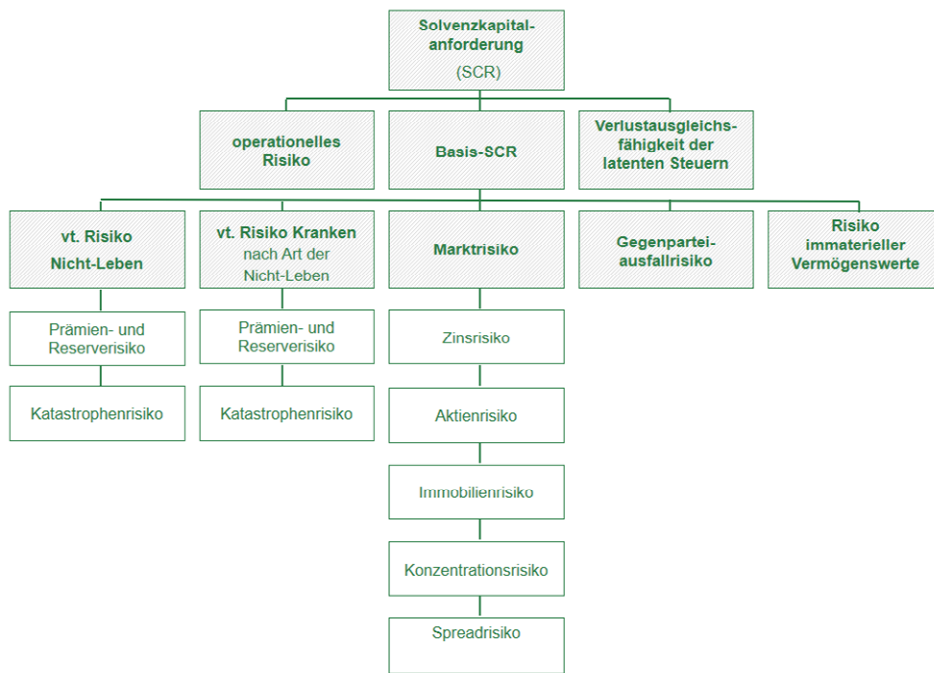 Solvenzkapital-
anforderung
(SCR)
operationelles
Risiko
Basis-SCR
Verlustausgleichs-
fähigkeit der
latenten Steuern
vt. Risiko
Nicht-Leben
vt. Risiko Kranken
nach Art der
Nicht-Leben
Marktrisiko
Gegenpartei-
ausfallrisiko
Risiko
immaterieller
Vermögenswerte
Prämien- und
Reserverisiko
Prämien- und
Reserverisiko
Zinsrisiko
Katastrophenrisiko
Katastrophenrisiko
Aktienrisiko
Immobilienrisiko
Konzentrationsrisiko
Spreadrisiko